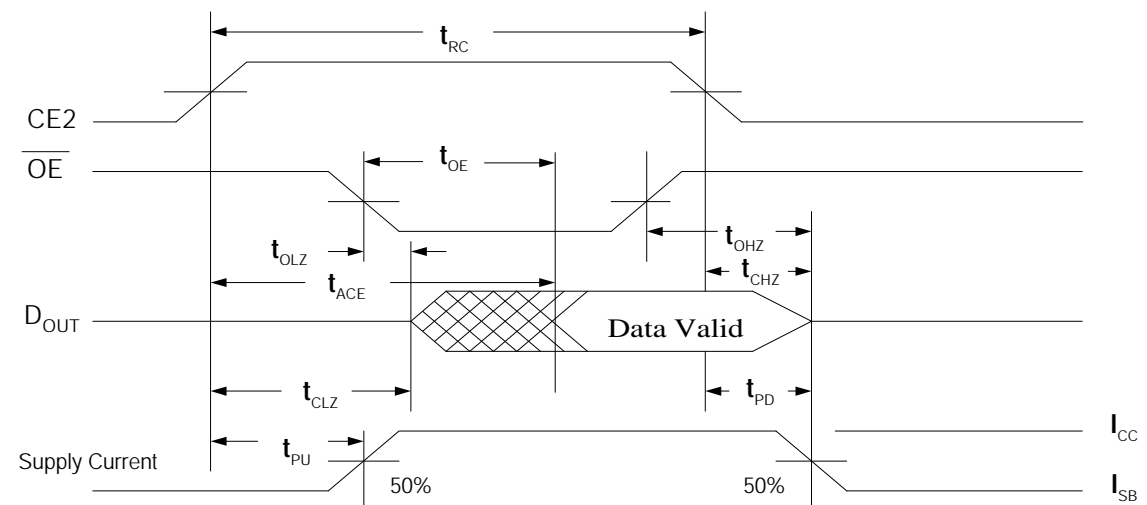 tRC
CE2
OE
tOE
tOHZ
tOLZ
tCHZ
tACE
DOUT
Data Valid
tCLZ
tPD
ICC
tPU
Supply Current
50%
50%
ISB